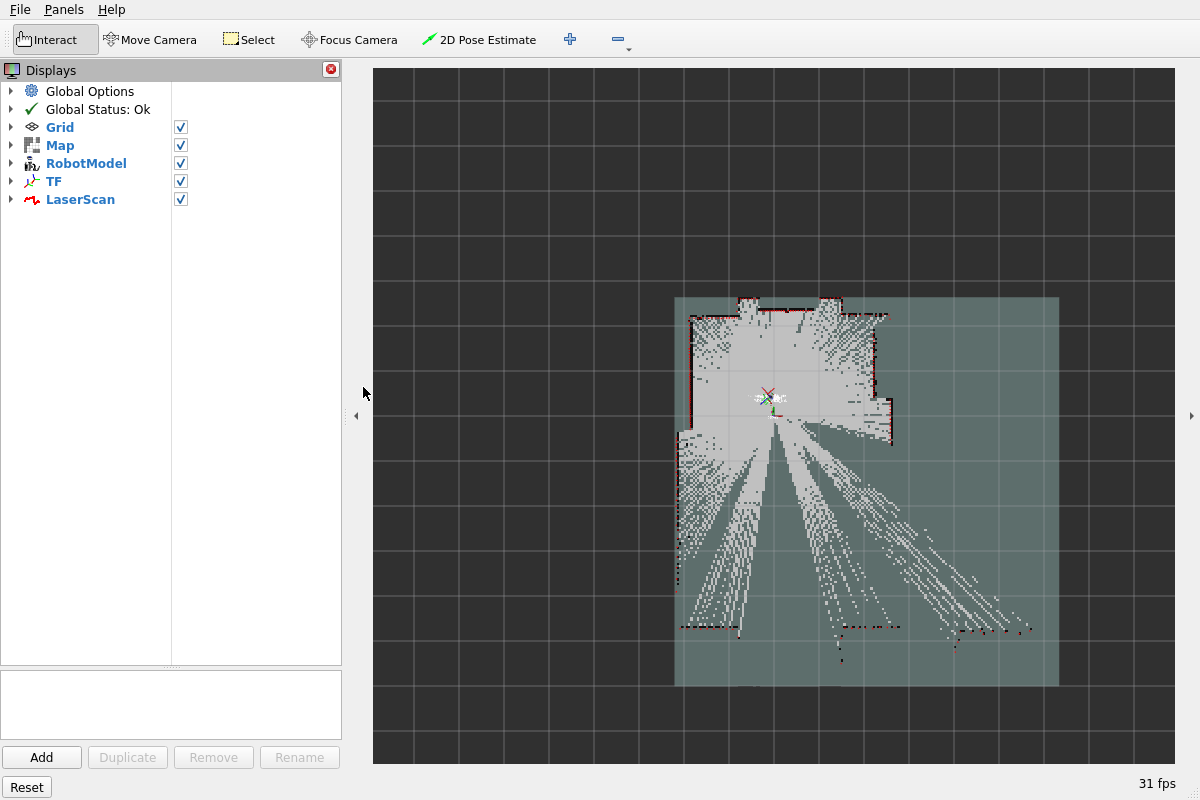 File Panels Help
Interact Move Camera Select Focus Camera 2D Pose Estimate
Displays
Global Options
Global Status: Ok
Grid
Map
RobotModel
TF
LaserScan
Add Duplicate Remove Rename
Reset
31 fps